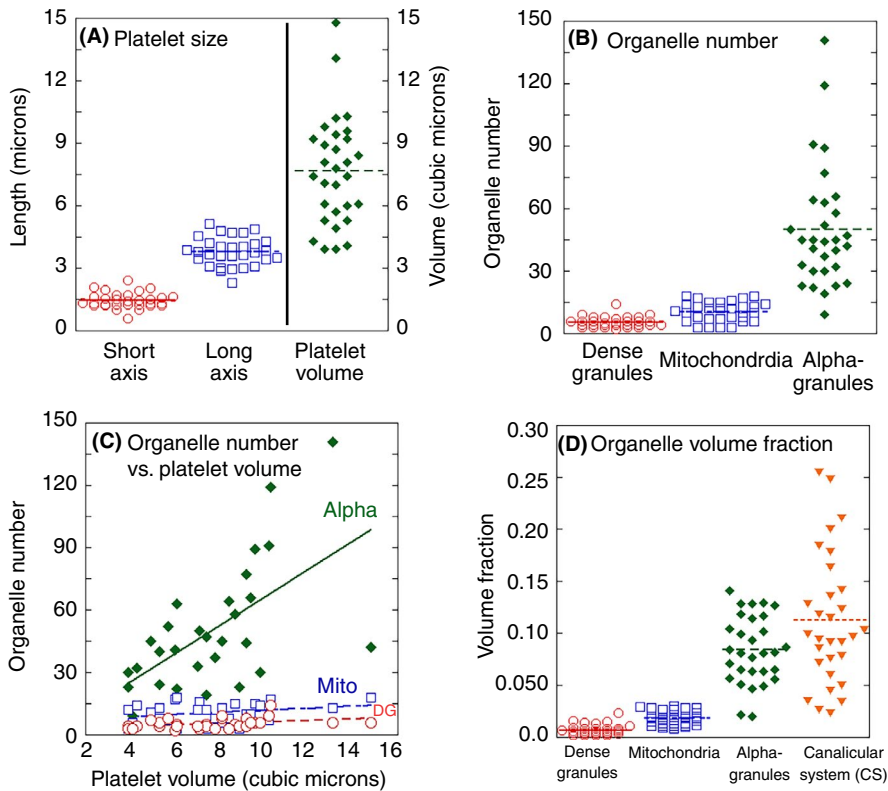 (A) Platelet size
15
12
9
6
3
0
Length (microns)
15
12
9
6
3
0
Volume (cubic microns)
Short axis
Long axis
Platelet volume
(B) Organelle number
150
120
90
60
30
0
Organelle number
Dense granules
Mitochondrdia
Alpha-granules
(C) Organelle number
vs. platelet volume
150
120
90
60
30
0
Organelle number
Alpha
Mito
DG
2 4 6 8 10 12 14 16
Platelet volume (cubic microns)
(D) Organelle volume fraction
0.30
0.25
0.20
0.15
0.10
0.050
0.0
Volume fraction
Dense granules
Mitochondria
Alpha-granules
Canalicular system (CS)